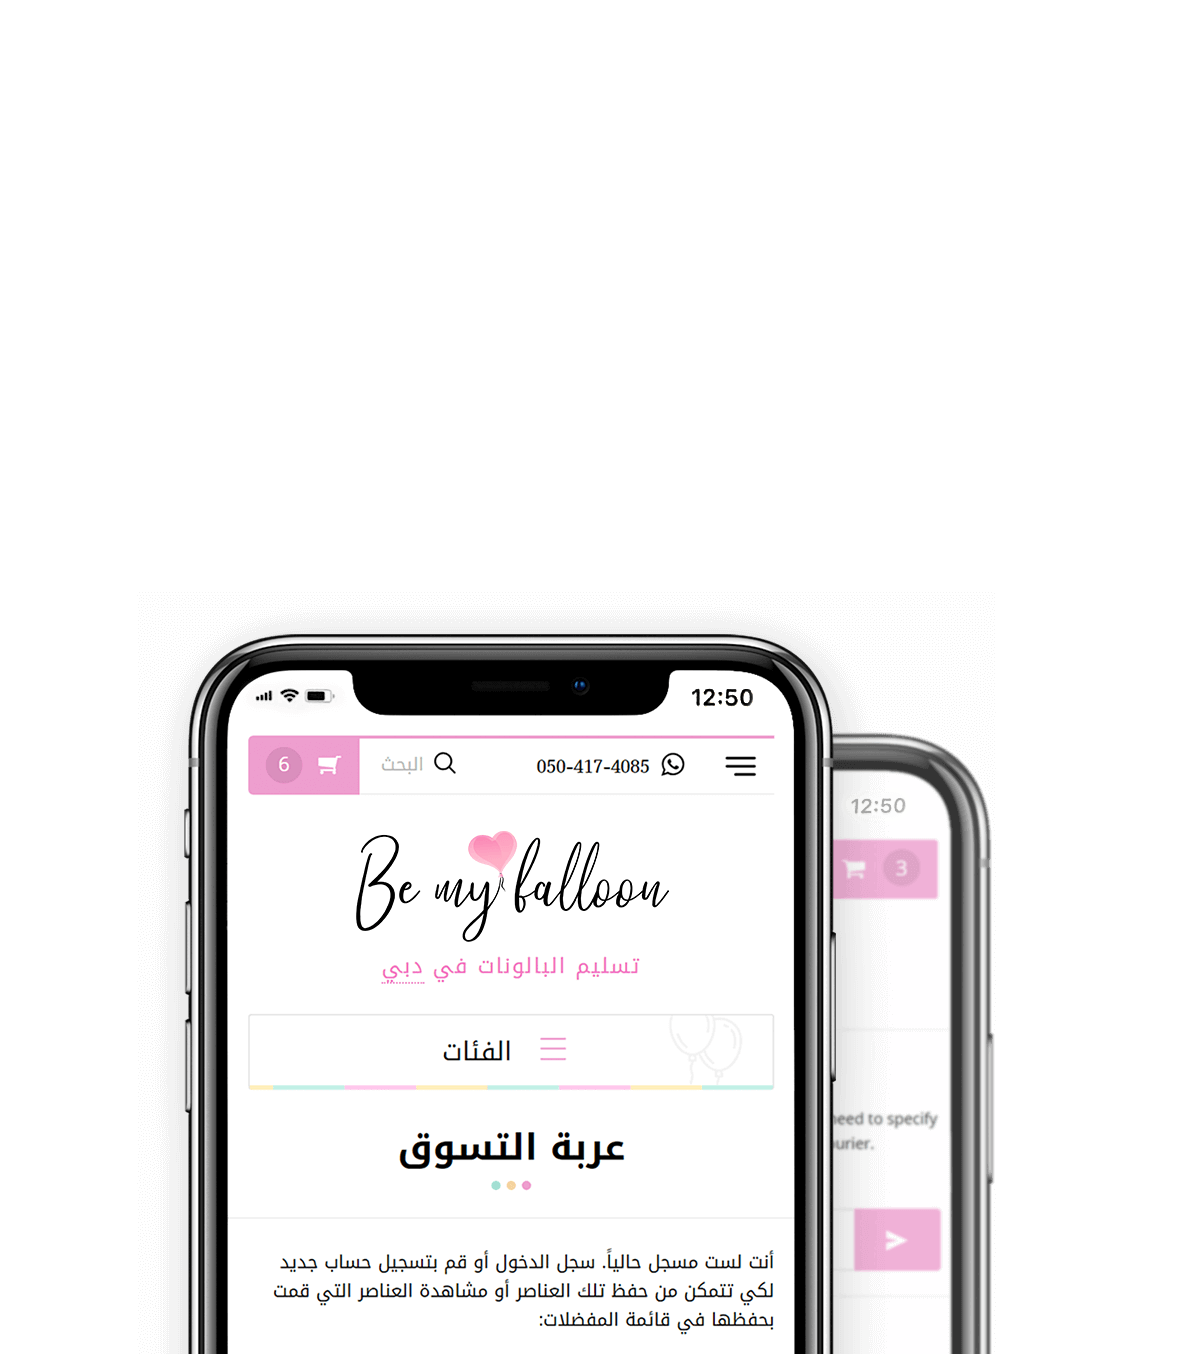 12:50
050-417-4085
البحث
6
Be my balloon
تسليم البالونات في دبي
الفئات
عربة التسوق
أنت لست مسجل حالياً. سجل الدخول أو قم بتسجيل حساب جديد
لكي تتمكن من حفظ تلك العناصر أو مشاهدة العناصر التي قمت
بحفظها في قائمة المفضلات:
12:50
3
need to specify